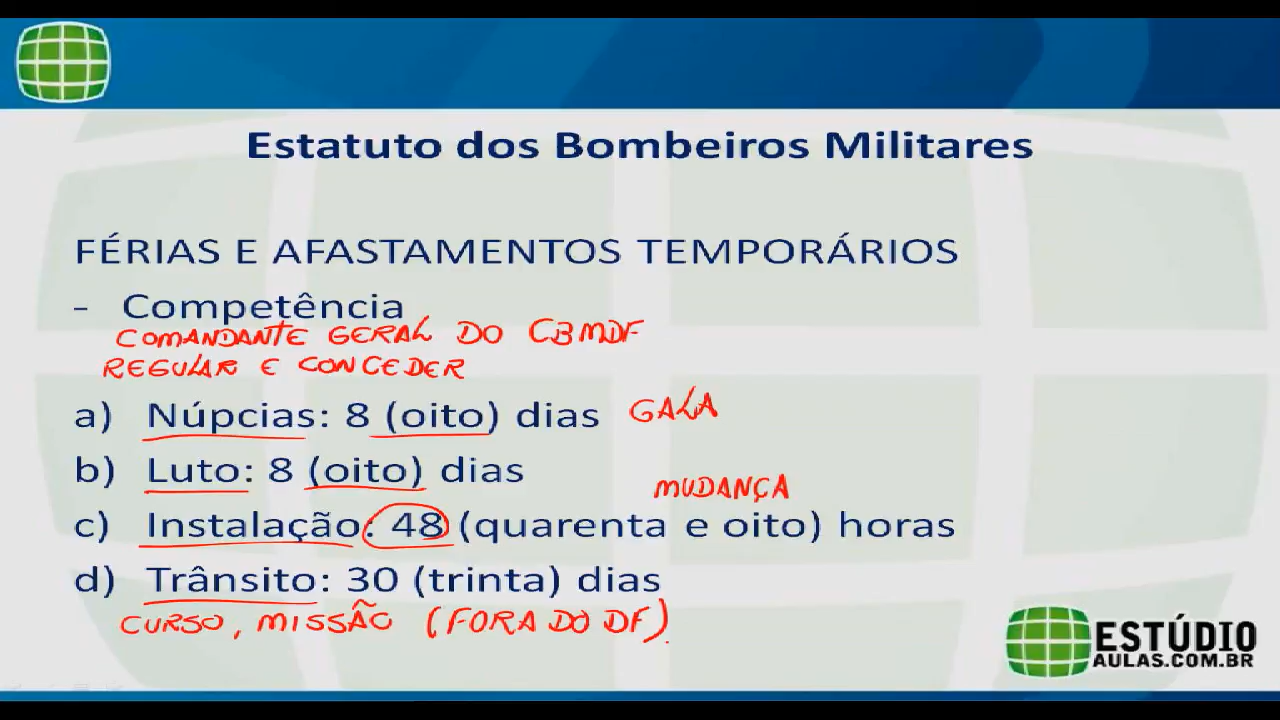 Estatuto dos Bombeiros Militares
FÉRIAS E AFASTAMENTOS TEMPORÁRIOS
- Competência
COMANDANTE GERAL DO CBMDF
REGULAR E CONCEDER
a) Núpcias: 8 (oito) dias GALA
b) Luto: 8 (oito) dias
MUDANÇA
c) Instalação: 48 (quarenta e oito) horas
d) Trânsito: 30 (trinta) dias
CURSO, MISSÃO (FORA DO DF)
ESTÚDIO
AULAS.COM.BR